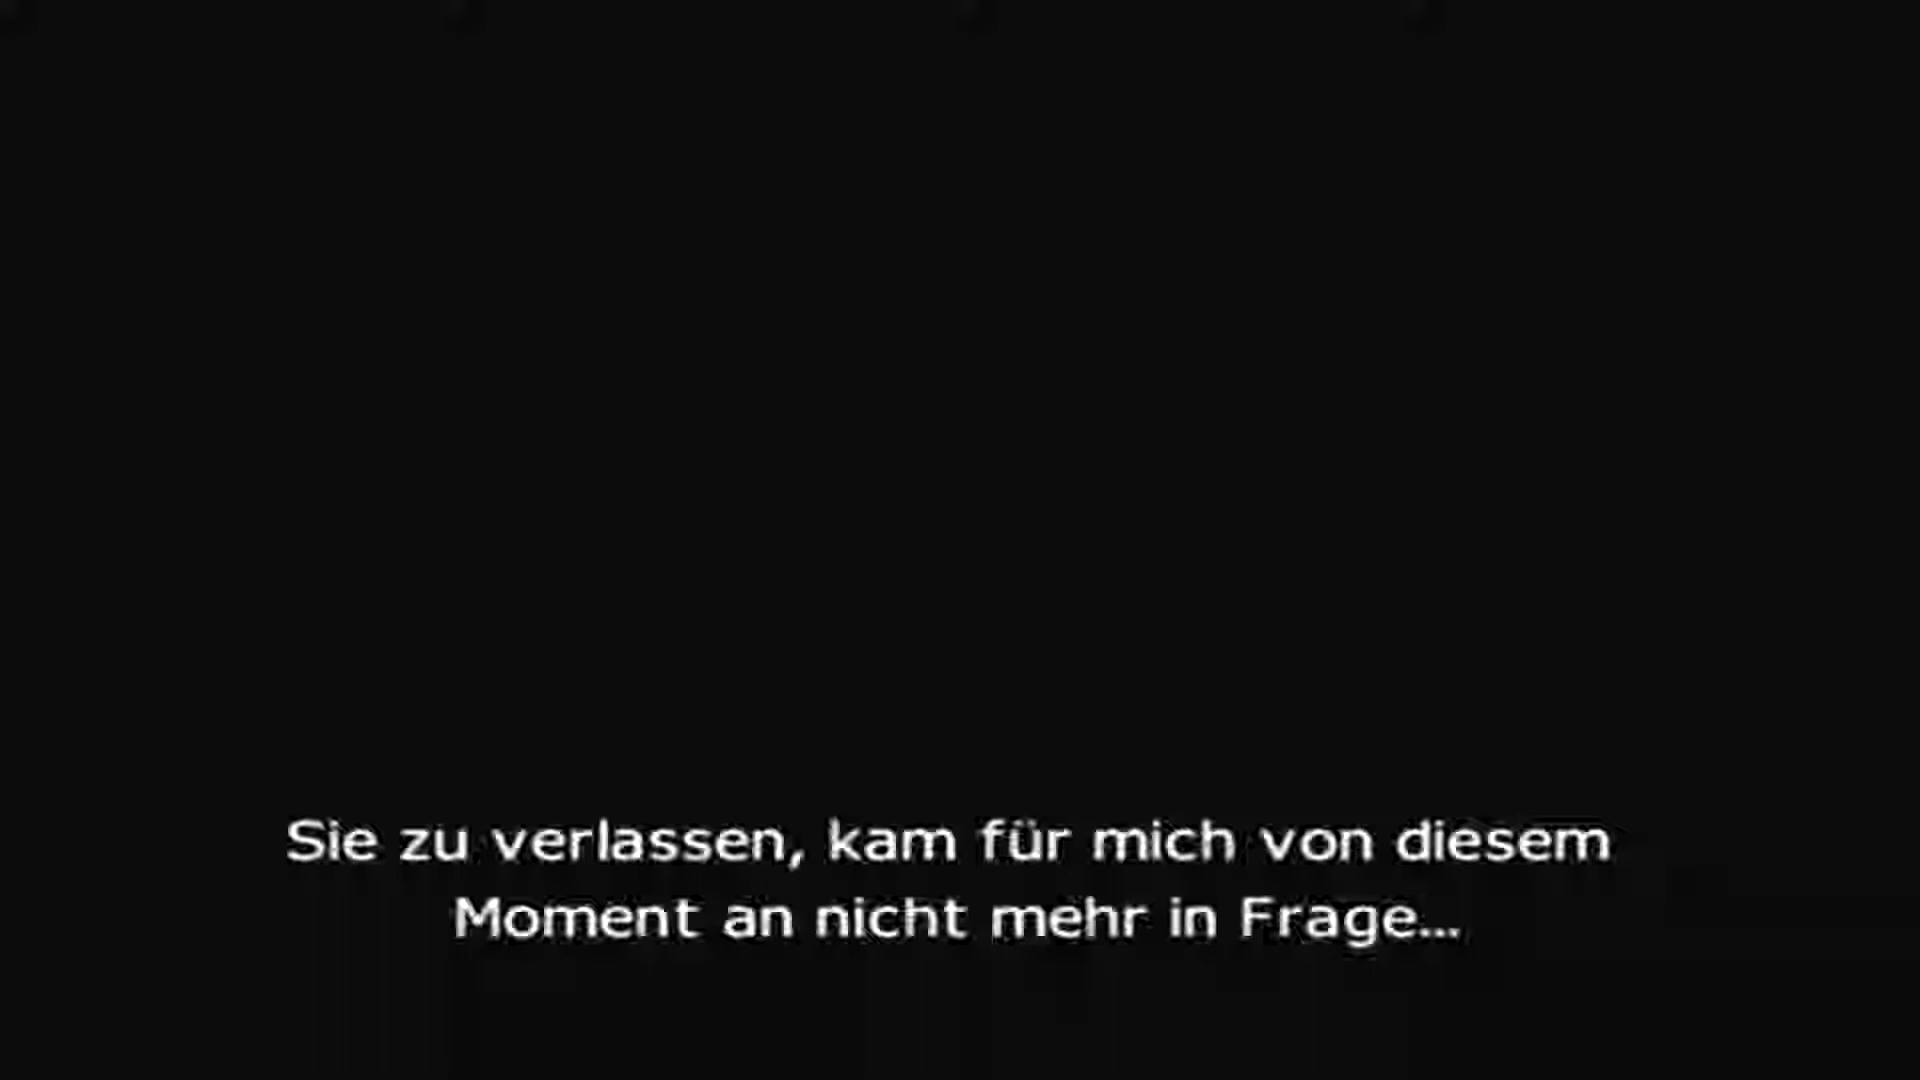 Sie zu verlassen, kam für mich von diesem
Moment an nicht mehr in Frage...